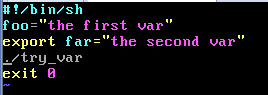 #!/bin/sh
foo="the first var"
export far="the second var"
./try_var
exit 0
~